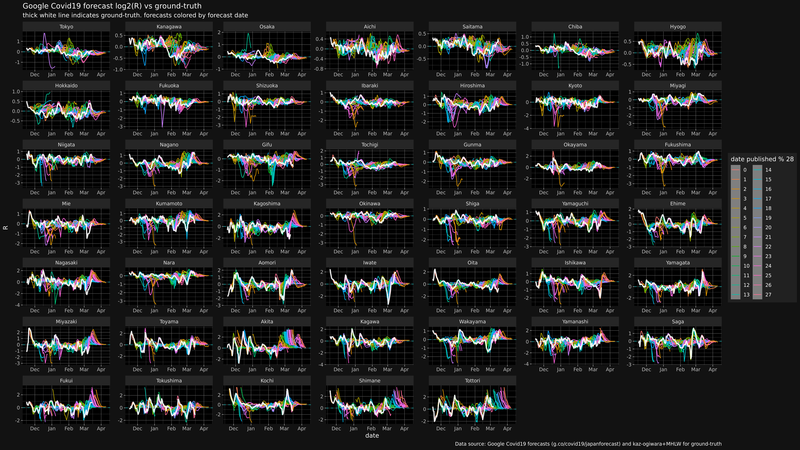 Google Covid19 forecast log2(R) vs ground-truth
thick white line indicates ground-truth. forecasts colored by forecast date
Tokyo Kanagawa Osaka Aichi Saitama Chiba Hyogo
Hokkaido Fukuoka Shizuoka Ibaraki Hiroshima Kyoto Miyagi
Niigata Nagano Gifu Tochigi Gunma Okayama Fukushima
Mie Kumamoto Kagoshima Okinawa Shiga Yamaguchi Ehime
Nagasaki Nara Aomori Iwate Oita Ishikawa Yamagata
Miyazaki Toyama Akita Kagawa Wakayama Yamanashi Saga
Fukui Tokushima Kochi Shimane Tottori
Dec Jan Feb Mar Apr
R
date
date published % 28
0 14
1 15
2 16
3 17
4 18
5 19
6 20
7 21
8 22
9 23
10 24
11 25
12 26
13 27
Data source: Google Covid19 forecasts (g.co/covid19/japanforecast) and kaz-ogiwara+MHLW for ground-truth